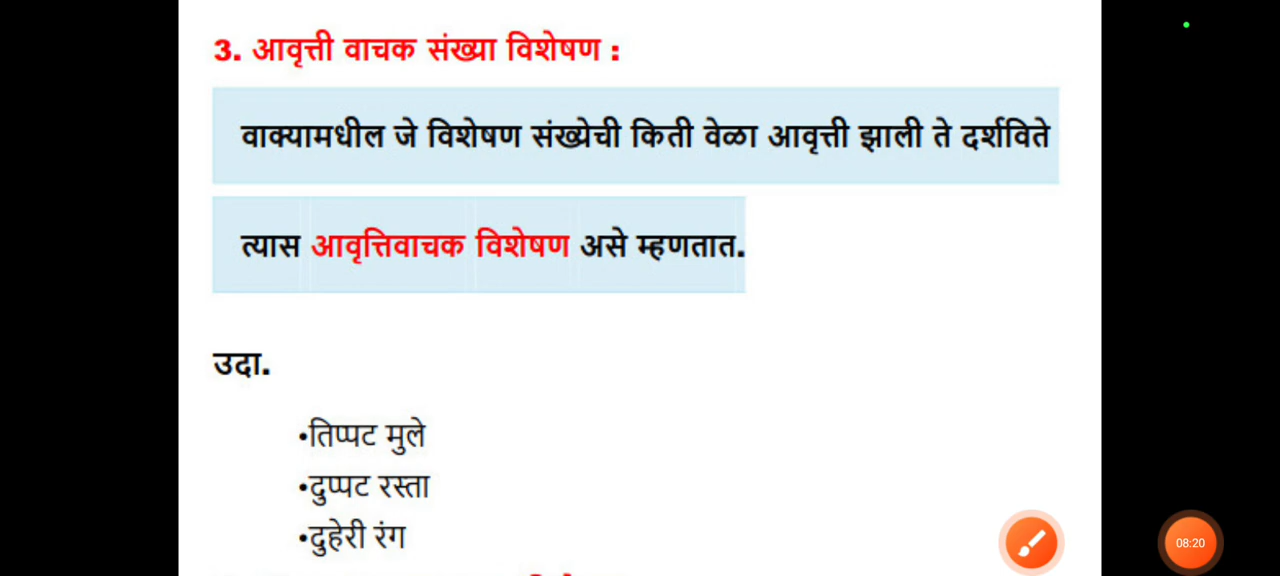 3. आवृत्ती वाचक संख्या विशेषण :
वाक्यामधील जे विशेषण संख्येची किती वेळा आवृत्ती झाली ते दर्शविते
त्यास आवृत्तिवाचक विशेषण असे म्हणतात.
उदा.
•तिप्पट मुले
•दुप्पट रस्ता
•दुहेरी रंग
08:20